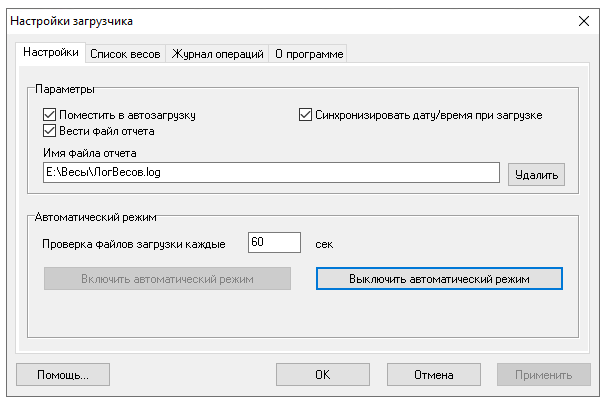 Настройки загрузчика
Настройки Список весов Журнал операций О программе
Параметры
Поместить в автозагрузку Синхронизировать дату/время при загрузке
Вести файл отчета
Имя файла отчета
E:\Весы\ЛогВесов.log Удалить
Автоматический режим
Проверка файлов загрузки каждые 60 сек
Включить автоматический режим Выключить автоматический режим
Помощь... OK Отмена Применить